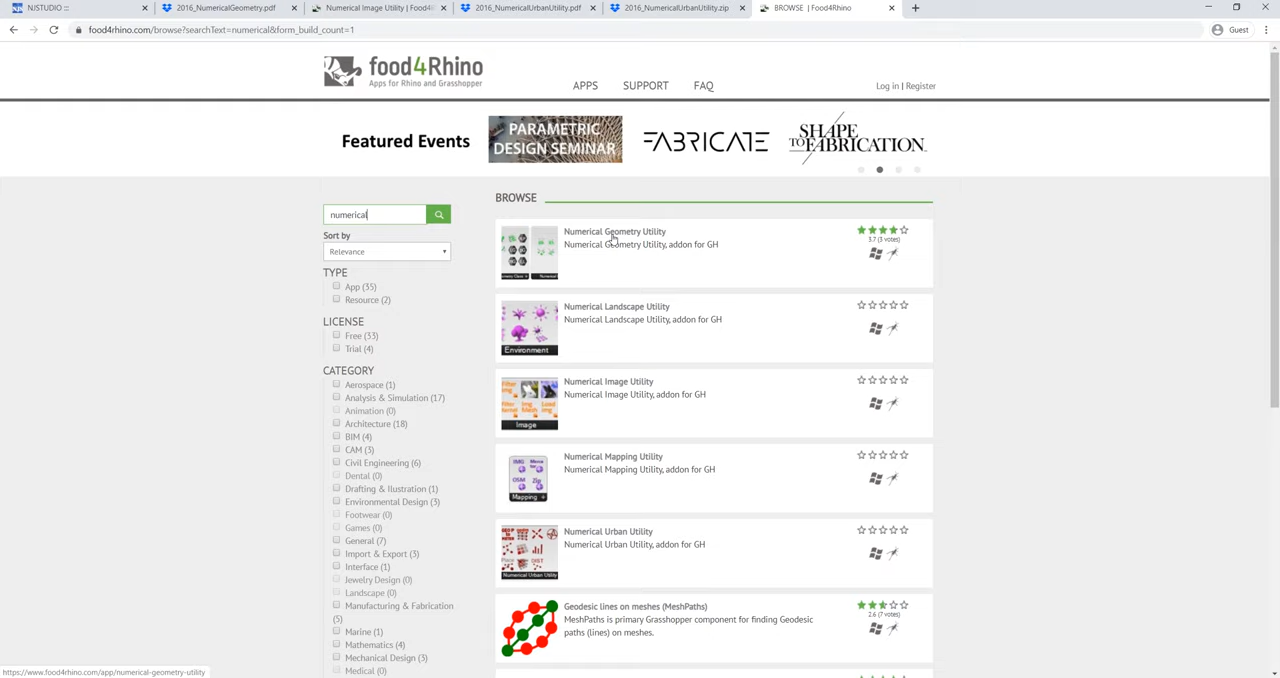 NJSTUDIO ::
2016_NumericalGeometry.pdf
Numerical Image Utility | Food4R
2016_NumericalUrbanUtility.pdf
2016_NumericalUrbanUtility.zip
BROWSE | Food4Rhino
food4rhino.com/browse?searchText=numerical&form_build_count=1
Guest
food4Rhino
Apps for Rhino and Grasshopper
APPS SUPPORT FAQ
Log in | Register
Featured Events
PARAMETRIC
DESIGN SEMINAR
FABRICATE
SHAPE
TO FABRICATION
numerical
Sort by
Relevance
TYPE
App (35)
Resource (2)
LICENSE
Free (33)
Trial (4)
CATEGORY
Aerospace (1)
Analysis & Simulation (17)
Animation (0)
Architecture (18)
BIM (4)
CAM (3)
Civil Engineering (6)
Dental (0)
Drafting & Ilustration (1)
Environmental Design (3)
Footwear (0)
Games (0)
General (7)
Import & Export (3)
Interface (1)
Jewelry Design (0)
Landscape (0)
Manufacturing & Fabrication
(5)
Marine (1)
Mathematics (4)
Mechanical Design (3)
Medical (0)
BROWSE
Numerical Geometry Utility
Numerical Geometry Utility, addon for GH
3.7 (3 votes)
Numerical Landscape Utility
Numerical Landscape Utility, addon for GH
Environment
Numerical Image Utility
Numerical Image Utility, addon for GH
Image
Numerical Mapping Utility
Numerical Mapping Utility, addon for GH
IMG
OSM Zip
Mapping +
Numerical Urban Utility
Numerical Urban Utility, addon for GH
Numerical Urban Utility
Geodesic lines on meshes (MeshPaths)
MeshPaths is primary Grasshopper component for finding Geodesic
paths (lines) on meshes.
2.6 (7 votes)
https://www.food4rhino.com/app/numerical-geometry-utility